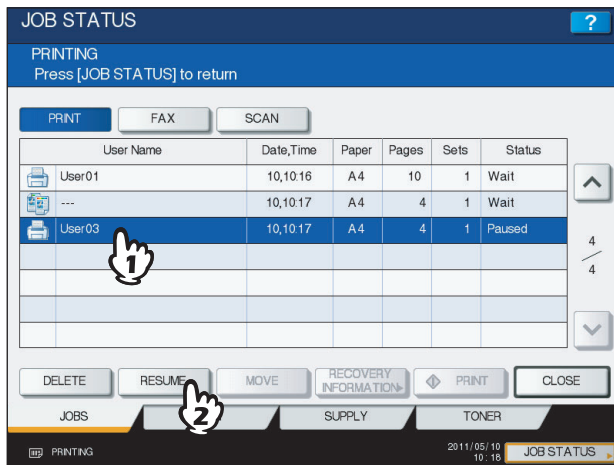 JOB STATUS
?
PRINTING
Press [JOB STATUS] to return
PRINT FAX SCAN
User Name Date,Time Paper Pages Sets Status
User01 10,10:16 A4 10 1 Wait
--- 10,10:17 A4 4 1 Wait
User03 10,10:17 A4 4 1 Paused
1
4
4
DELETE RESUME MOVE RECOVERY INFORMATION PRINT CLOSE
2
JOBS SUPPLY TONER
PRINTING
2011/05/10
10:18
JOB STATUS